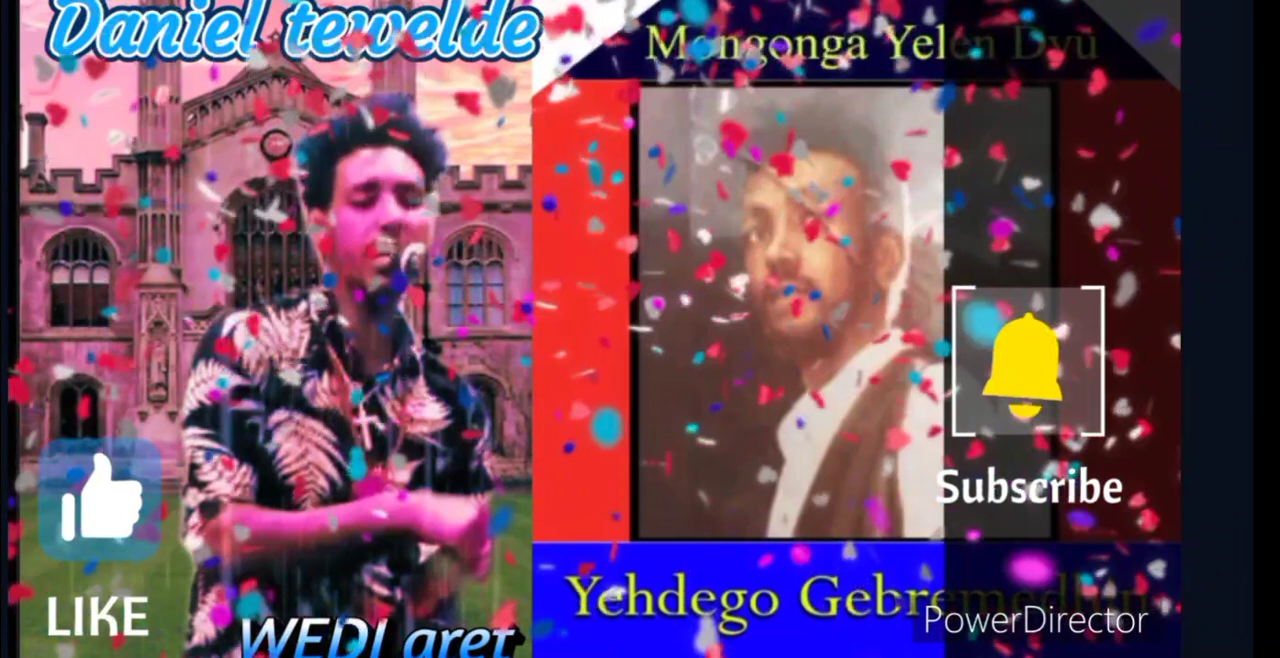 Daniel tewelde
Mengonga Yelen Dyu
Yehdego Gebremedhin
Subscribe
LIKE
WEDI aret
PowerDirector